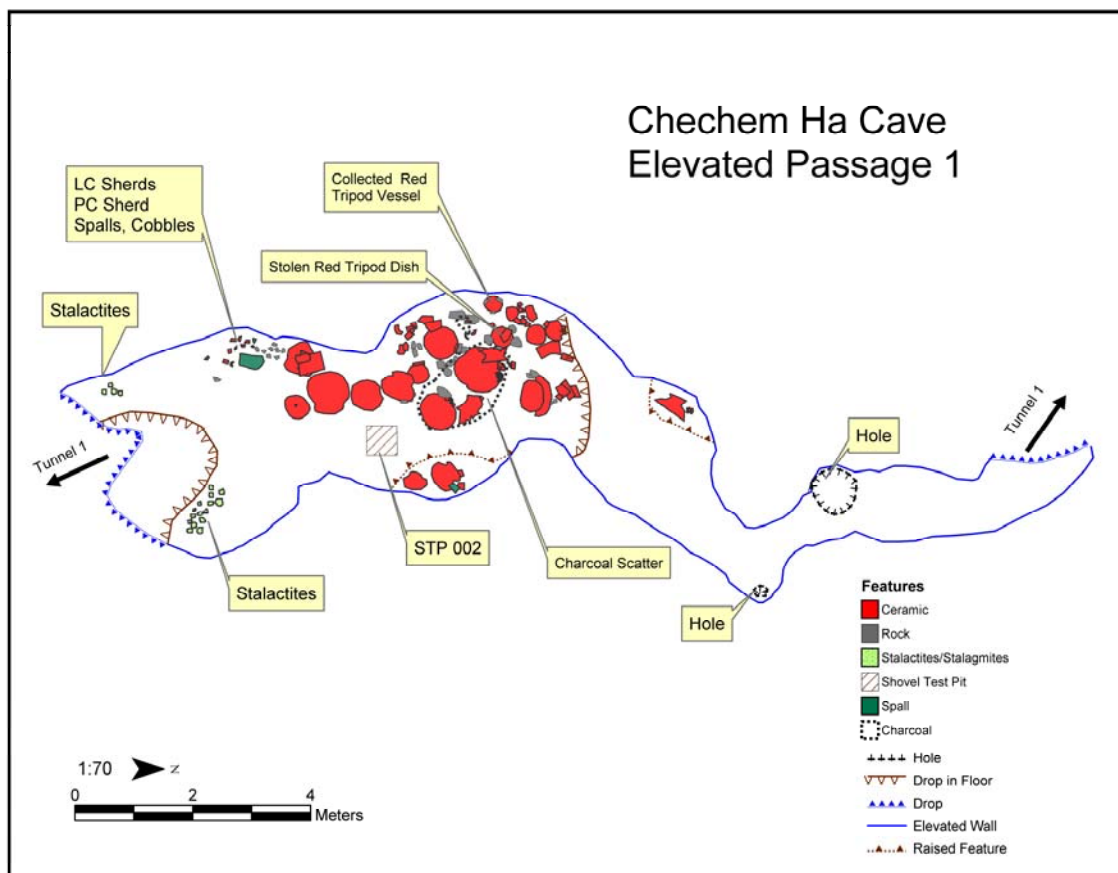 Chechem Ha Cave
Elevated Passage 1
LC Sherds
PC Sherd
Spalls, Cobbles
Collected Red
Tripod Vessel
Stolen Red Tripod Dish
Stalactites
Tunnel 1
Tunnel 1
Hole
STP 002
Charcoal Scatter
Stalactites
Hole
Features
Ceramic
Rock
Stalactites/Stalagmites
Shovel Test Pit
Spall
Charcoal
Hole
Drop in Floor
Drop
Elevated Wall
Raised Feature
1:70
N
0 2 4
Meters